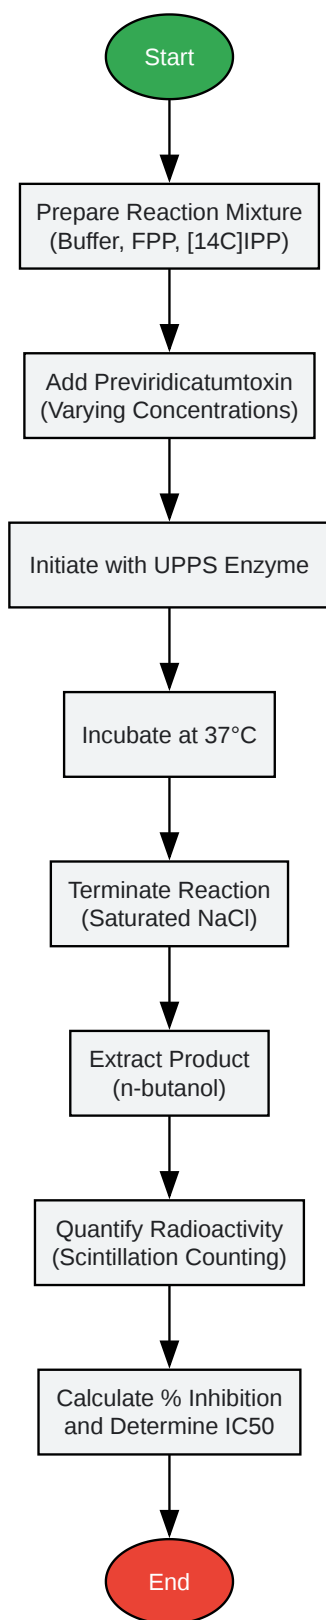 Start
Prepare Reaction Mixture
(Buffer, FPP, [14C]IPP)
Add Previridicatumtoxin
(Varying Concentrations)
Initiate with UPPS Enzyme
Incubate at 37°C
Terminate Reaction
(Saturated NaCl)
Extract Product
(n-butanol)
Quantify Radioactivity
(Scintillation Counting)
Calculate % Inhibition
and Determine IC50
End